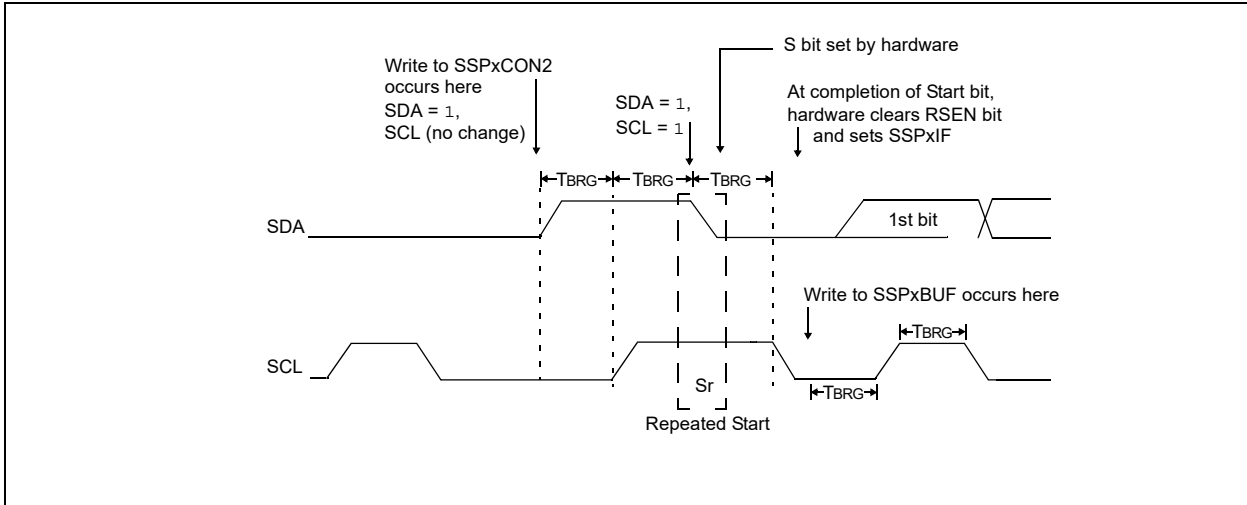 S bit set by hardware
Write to SSPxCON2
occurs here
SDA = 1,
SCL (no change)
SDA = 1,
SCL = 1
At completion of Start bit,
hardware clears RSEN bit
and sets SSPxIF
TBRG TBRG TBRG
SDA
1st bit
Write to SSPxBUF occurs here
TBRG
SCL
Sr
TBRG
Repeated Start